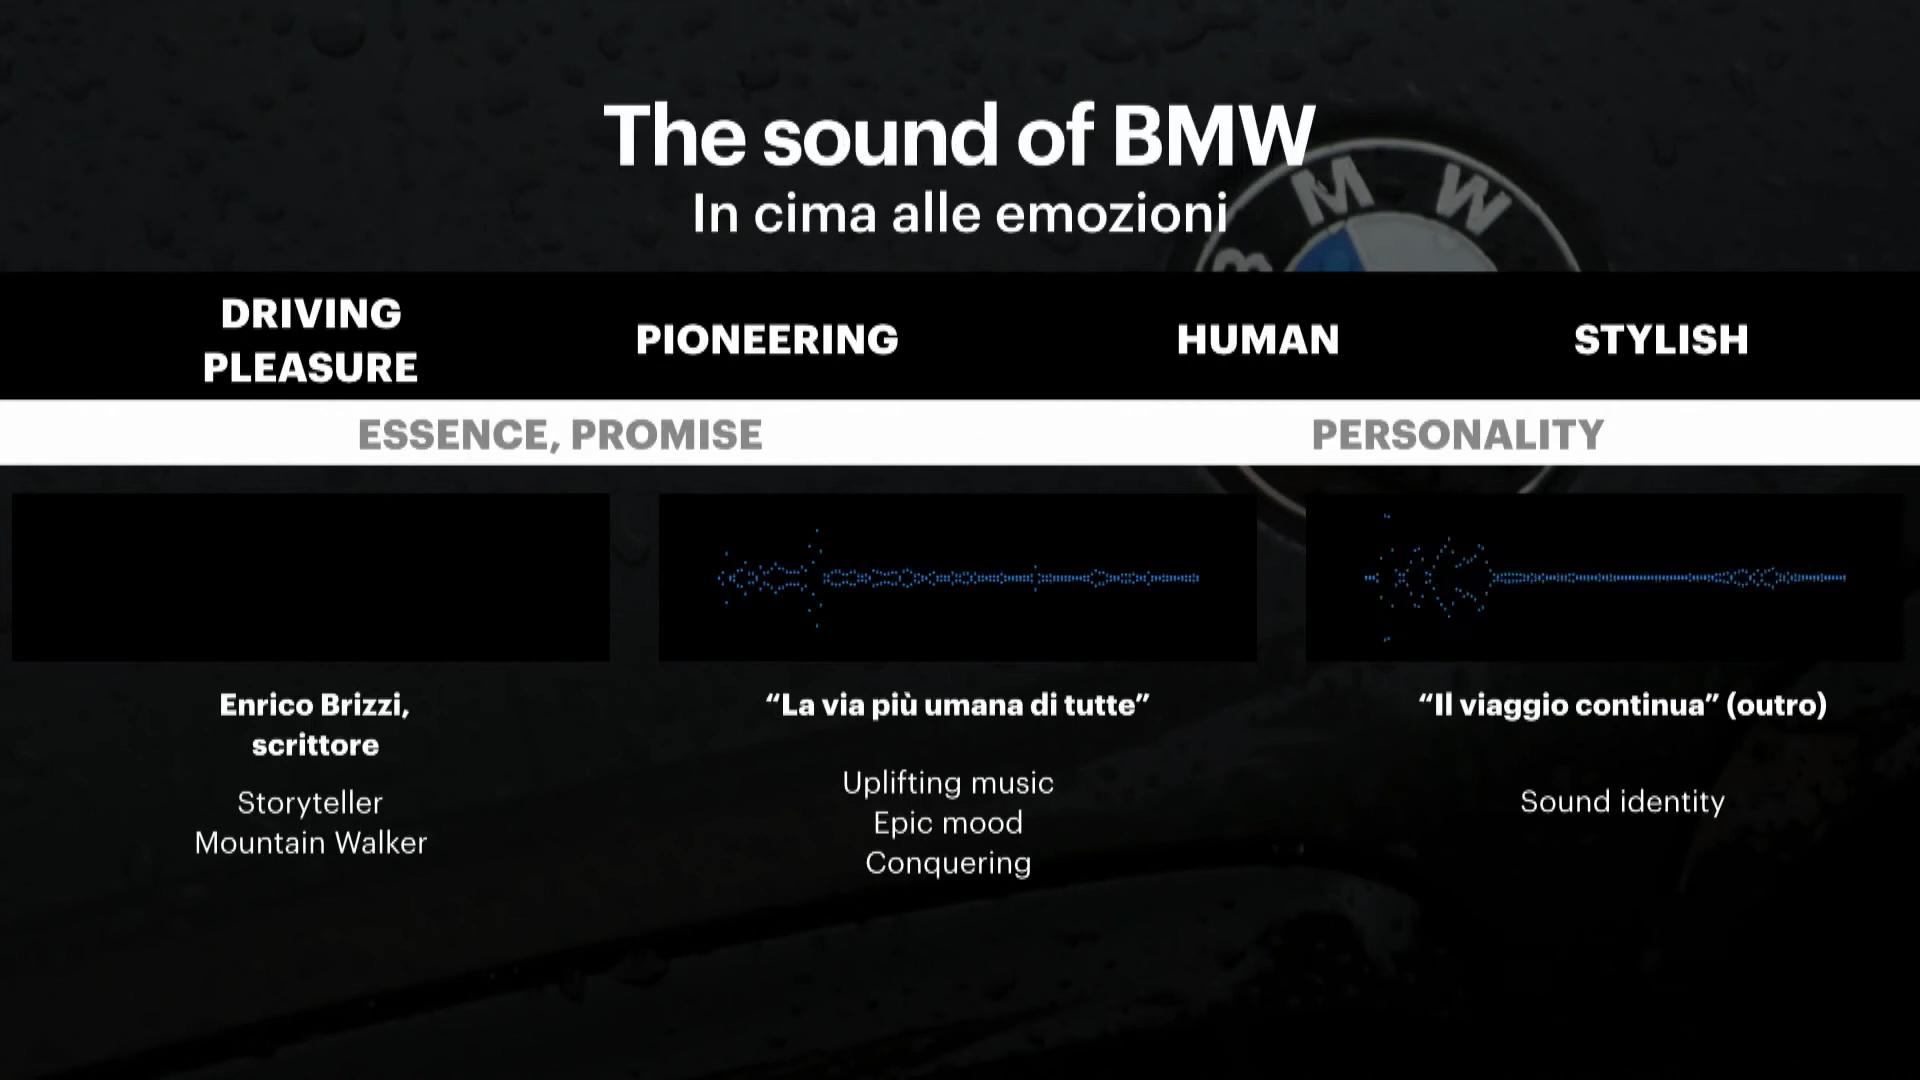 The sound of BMW
In cima alle emozioni
B M W
DRIVING
PLEASURE
PIONEERING
HUMAN
STYLISH
ESSENCE, PROMISE
PERSONALITY
Enrico Brizzi,
scrittore
Storyteller
Mountain Walker
“La via più umana di tutte”
Uplifting music
Epic mood
Conquering
“Il viaggio continua” (outro)
Sound identity